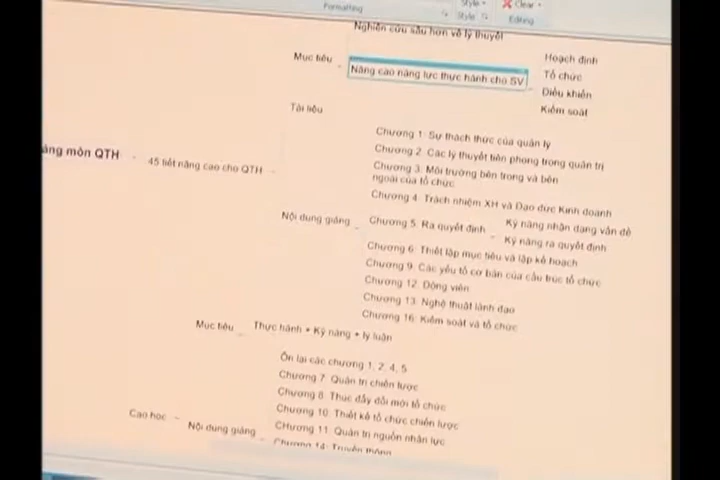 Formatting
Style
Style
Clear
Editing
Nghiên cứu sâu hơn về lý thuyết
Mục tiêu
Nâng cao năng lực thực hành cho SV
Hoạch định
Tổ chức
Điều khiển
Kiểm soát
Tài liệu
Chương 1: Sự thách thức của quản lý
Chương 2: Các lý thuyết tiên phong trong quản trị
Chương 3: Môi trường bên trong và bên
ngoài của tổ chức
Chương 4: Trách nhiệm XH và Đạo đức Kinh doanh
môn QTH
45 tiết nâng cao cho QTH
Nội dung giảng
Chương 5: Ra quyết định
Kỹ năng nhận dạng vấn đề
Kỹ năng ra quyết định
Chương 6: Thiết lập mục tiêu và lập kế hoạch
Chương 9: Các yếu tố cơ bản của cấu trúc tổ chức
Chương 12: Động viên
Chương 13: Nghệ thuật lãnh đạo
Chương 16: Kiểm soát và tổ chức
Mục tiêu
Thực hành + Kỹ năng + lý luận
Ôn lại các chương 1, 2, 4, 5
Chương 7: Quản trị chiến lược
Chương 8: Thúc đẩy đổi mới tổ chức
Chương 10: Thiết kế tổ chức chiến lược
Cao học
Nội dung giảng
CHương 11: Quản trị nguồn nhân lực
Chương 14: Truyền thông